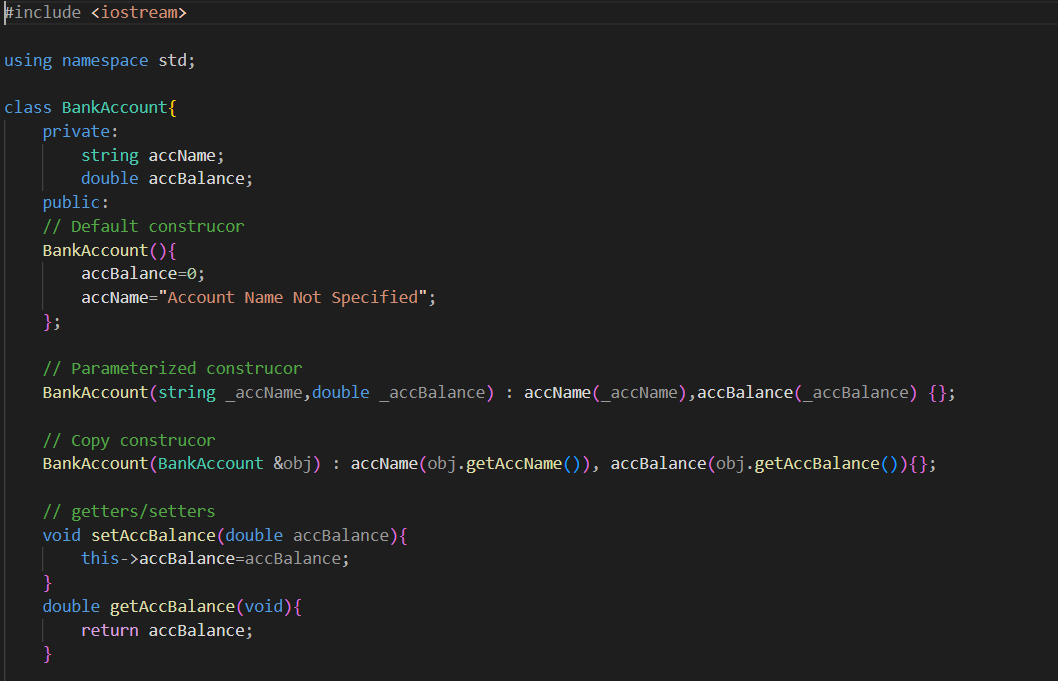 #include <iostream>
using namespace std;
class BankAccount{
private:
string accName;
double accBalance;
public:
// Default construcor
BankAccount(){
accBalance=0;
accName="Account Name Not Specified";
};
// Parameterized construcor
BankAccount(string _accName,double _accBalance) : accName(_accName),accBalance(_accBalance) {};
// Copy construcor
BankAccount(BankAccount &obj) : accName(obj.getAccName()), accBalance(obj.getAccBalance()){};
// getters/setters
void setAccBalance(double accBalance){
this->accBalance=accBalance;
}
double getAccBalance(void){
return accBalance;
}